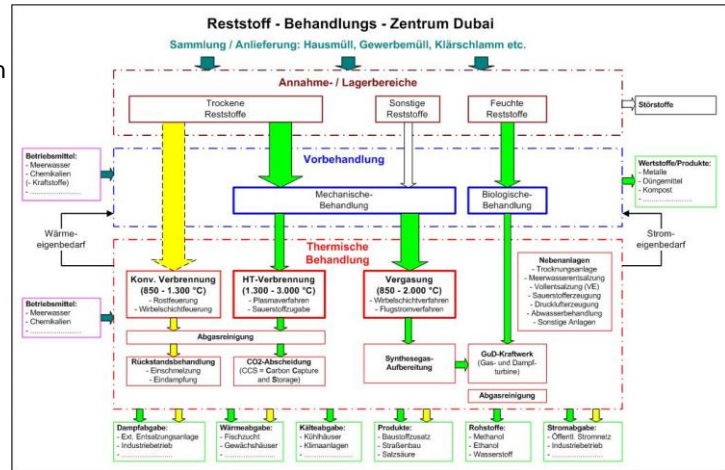 Reststoff - Behandlungs - Zentrum Dubai
Sammlung / Anlieferung: Hausmüll, Gewerbemüll, Klärschlamm etc.
n
Annahme- / Lagerbereiche
Trockene
Reststoffe
Sonstige
Reststoffe
Feuchte
Reststoffe
Störstoffe
Vorbehandlung
Betriebsmittel:
- Meerwasser
- Chemikalien
(- Kraftstoffe)
- ........................
Mechanische-
Behandlung
Biologische-
Behandlung
Wertstoffe/Produkte:
- Metalle
- Düngemittel
- Kompost
- ........................
Wärme-
eigenbedarf
Strom-
eigenbedarf
Thermische
Behandlung
Konv. Verbrennung
(850 - 1.300 °C)
- Rostfeuerung
- Wirbelschichtfeuerung
HT-Verbrennung
(1.300 - 3.000 °C)
- Plasmaverfahren
- Sauerstoffzugabe
Vergasung
(850 - 2.000 °C)
- Wirbelschichtverfahren
- Flugstromverfahren
Nebenanlagen
- Trocknungsanlage
- Meerwasserentsalzung
- Vollentsalzung (VE)
- Sauerstofferzeugung
- Drucklufterzeugung
- Abwasserbehandlung
- Sonstige Anlagen
Betriebsmittel:
- Meerwasser
- Chemikalien
- ........................
Abgasreinigung
Rückstandsbehandlung
- Einschmelzung
- Eindampfung
CO2-Abscheidung
(CCS = Carbon Capture
and Storage)
Synthesegas-
Aufbereitung
GuD-Kraftwerk
(Gas- und Dampf-
turbine)
Abgasreinigung
Dampfabgabe:
- Ext. Entsalzungsanlage
- Industriebetrieb
- ........................
Wärmeabgabe:
- Fischzucht
- Gewächshäuser
- ........................
Kälteabgabe:
- Kühlhäuser
- Klimaanlagen
- ........................
Produkte:
- Baustoffzusatz
- Straßenbau
- Salzsäure
Rohstoffe:
- Methanol
- Ethanol
- Wasserstoff
Stromabgabe:
- Öffentl. Stromnetz
- Industriebetrieb
- ........................